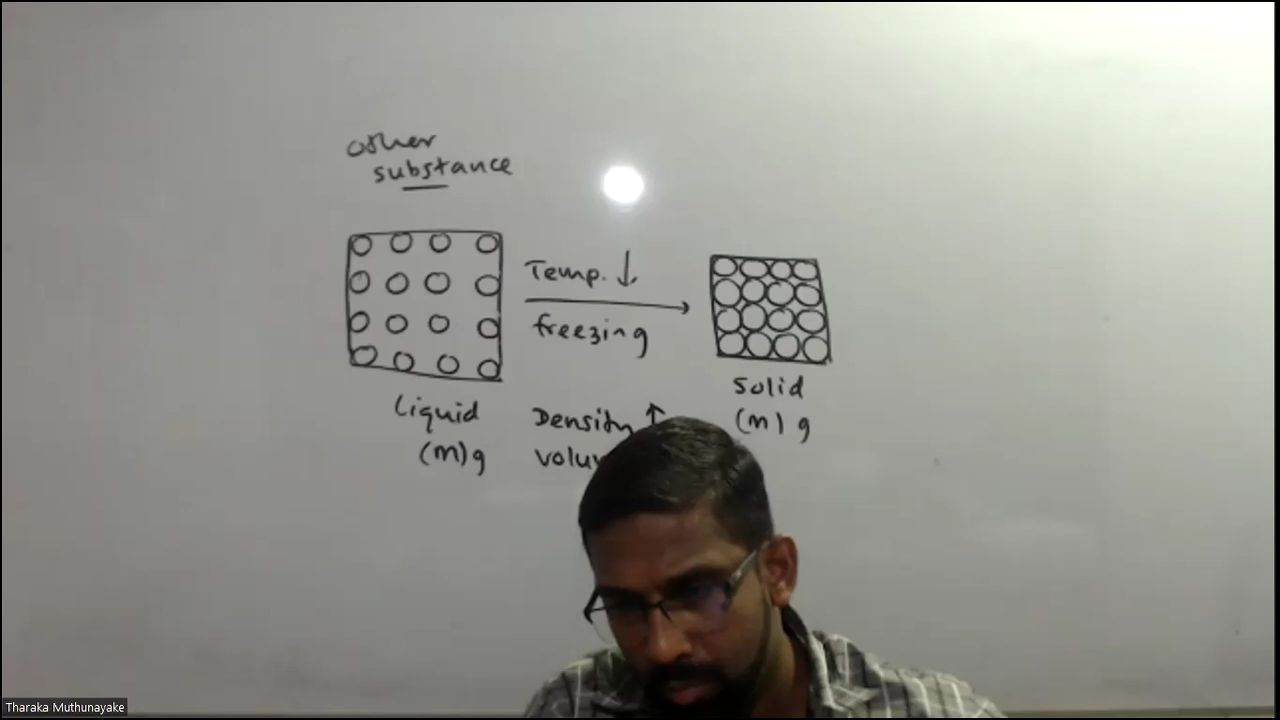 other
substance
Temp. ↓
freezing
Liquid
(m) g
Density ↑
solid
(m) g
Tharaka Muthunayake